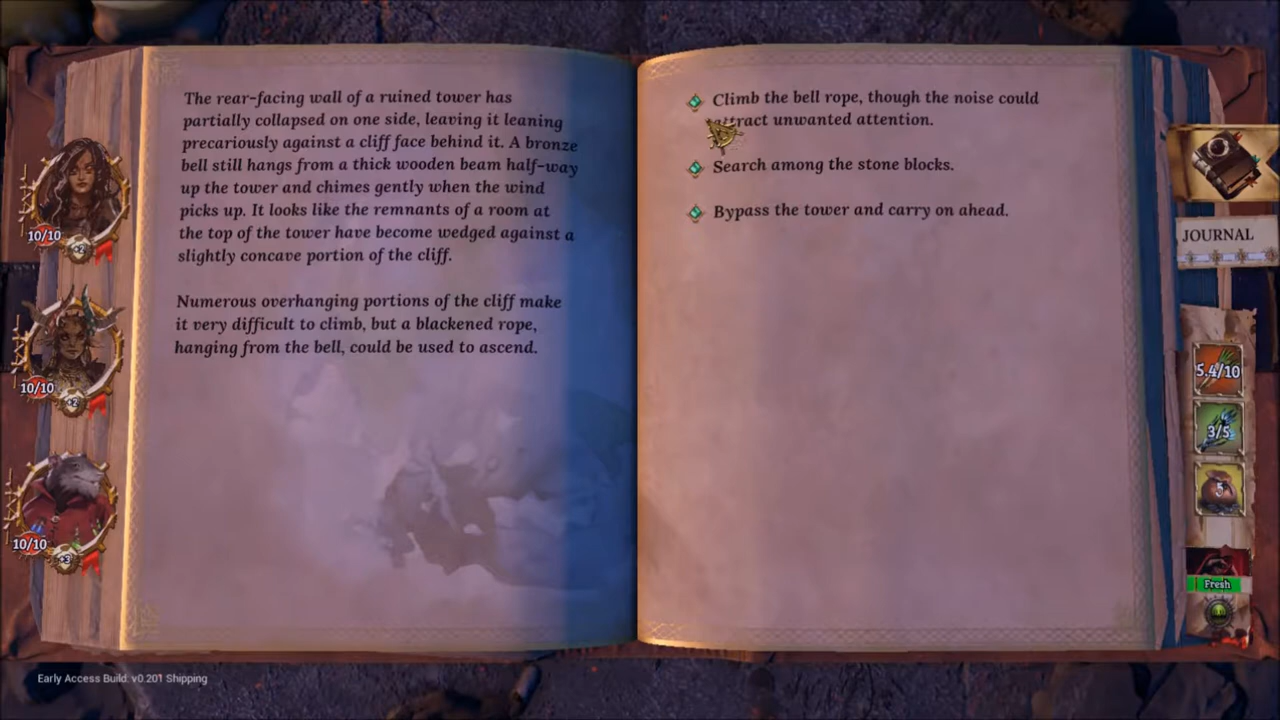 The rear-facing wall of a ruined tower has
partially collapsed on one side, leaving it leaning
precariously against a cliff face behind it. A bronze
bell still hangs from a thick wooden beam half-way
up the tower and chimes gently when the wind
picks up. It looks like the remnants of a room at
the top of the tower have become wedged against a
slightly concave portion of the cliff.
Numerous overhanging portions of the cliff make
it very difficult to climb, but a blackened rope,
hanging from the bell, could be used to ascend.
Climb the bell rope, though the noise could
attract unwanted attention.
Search among the stone blocks.
Bypass the tower and carry on ahead.
10/10
+2
10/10
+2
10/10
+3
JOURNAL
5.4/10
3/5
5
Fresh
Early Access Build: v0.201 Shipping